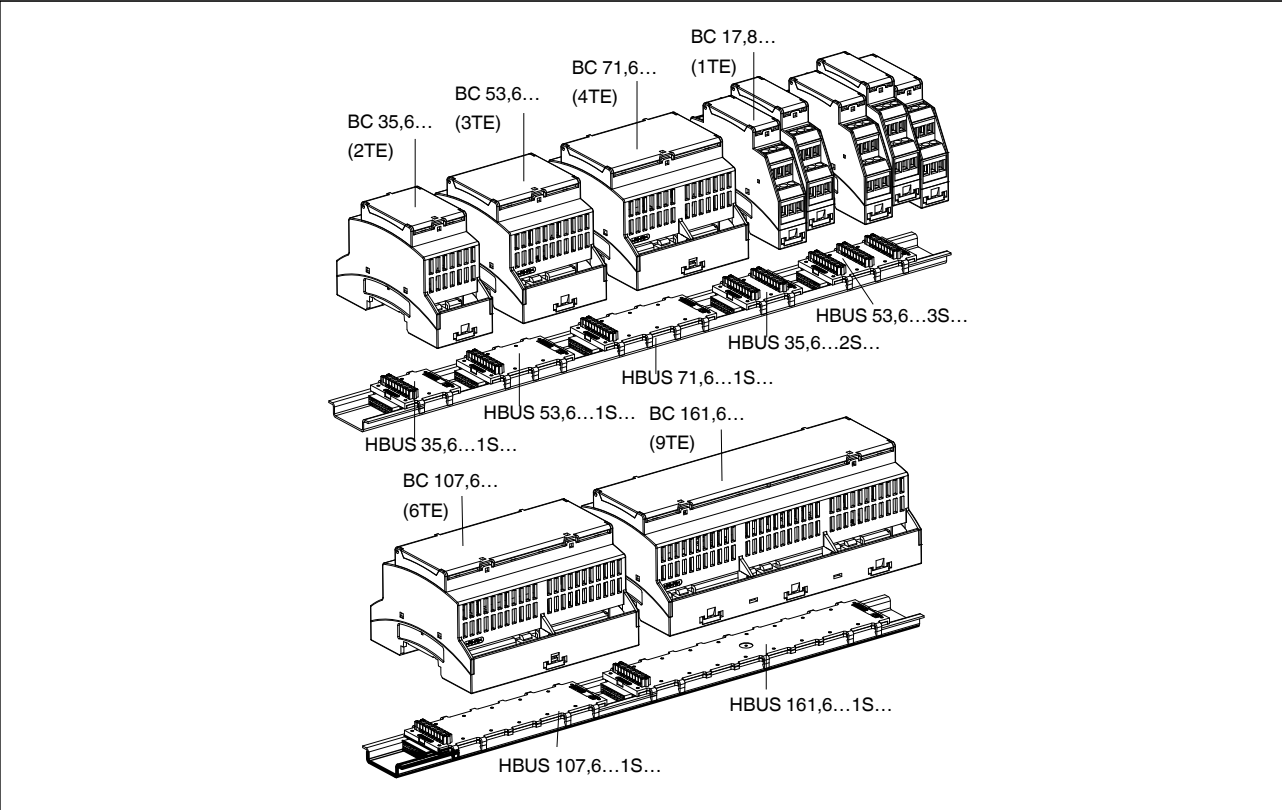 BC 17,8…
(1TE)
BC 71,6…
(4TE)
BC 53,6…
(3TE)
BC 35,6…
(2TE)
HBUS 53,6…3S…
HBUS 35,6…2S…
HBUS 71,6…1S…
HBUS 53,6…1S…
HBUS 35,6…1S…
BC 161,6…
(9TE)
BC 107,6…
(6TE)
HBUS 161,6…1S…
HBUS 107,6…1S…